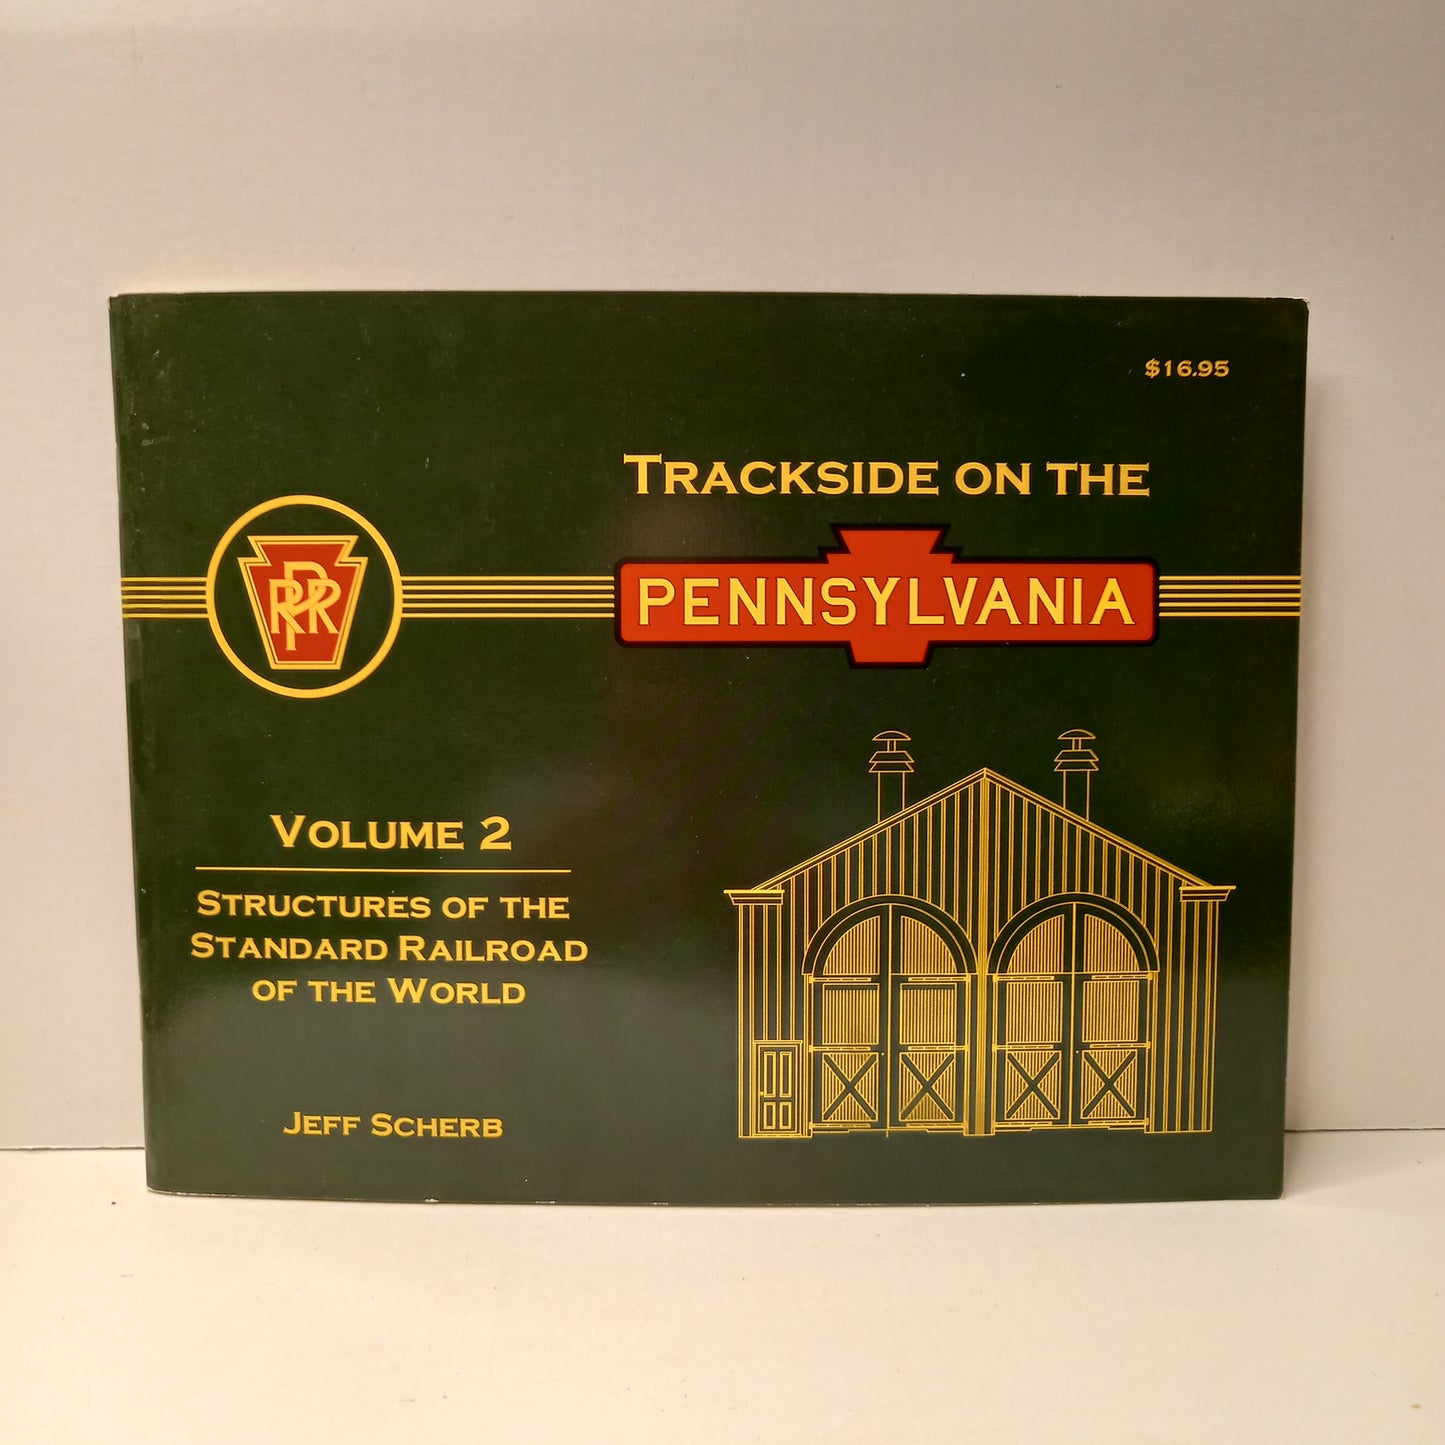 $16.95
TRACKSIDE ON THE
PRR
PENNSYLVANIA
VOLUME 2
STRUCTURES OF THE
STANDARD RAILROAD
OF THE WORLD
JEFF SCHERB